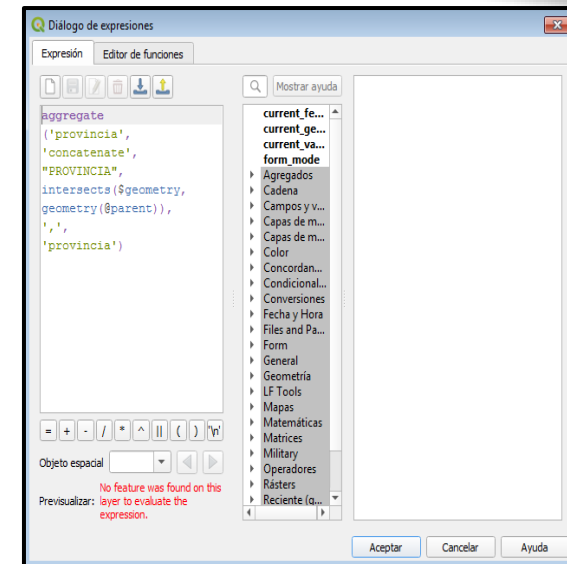 Diálogo de expresiones
Expresión
Editor de funciones
Mostrar ayuda
aggregate
('provincia',
'concatenate',
"PROVINCIA",
intersects($geometry,
geometry(@parent)),
',',
'provincia')
current_fe...
current_ge...
current_va...
form_mode
Agregados
Cadena
Campos y v...
Capas de m...
Capas de m...
Color
Concordan...
Condicional...
Conversiones
Fecha y Hora
Files and Pa...
Form
General
Geometría
LF Tools
Mapas
Matemáticas
Matrices
Military
Operadores
Rásters
Reciente (g...
= + - / * ^ || ( ) '\n'
Objeto espacial
Previsualizar: No feature was found on this
layer to evaluate the
expression.
Aceptar
Cancelar
Ayuda